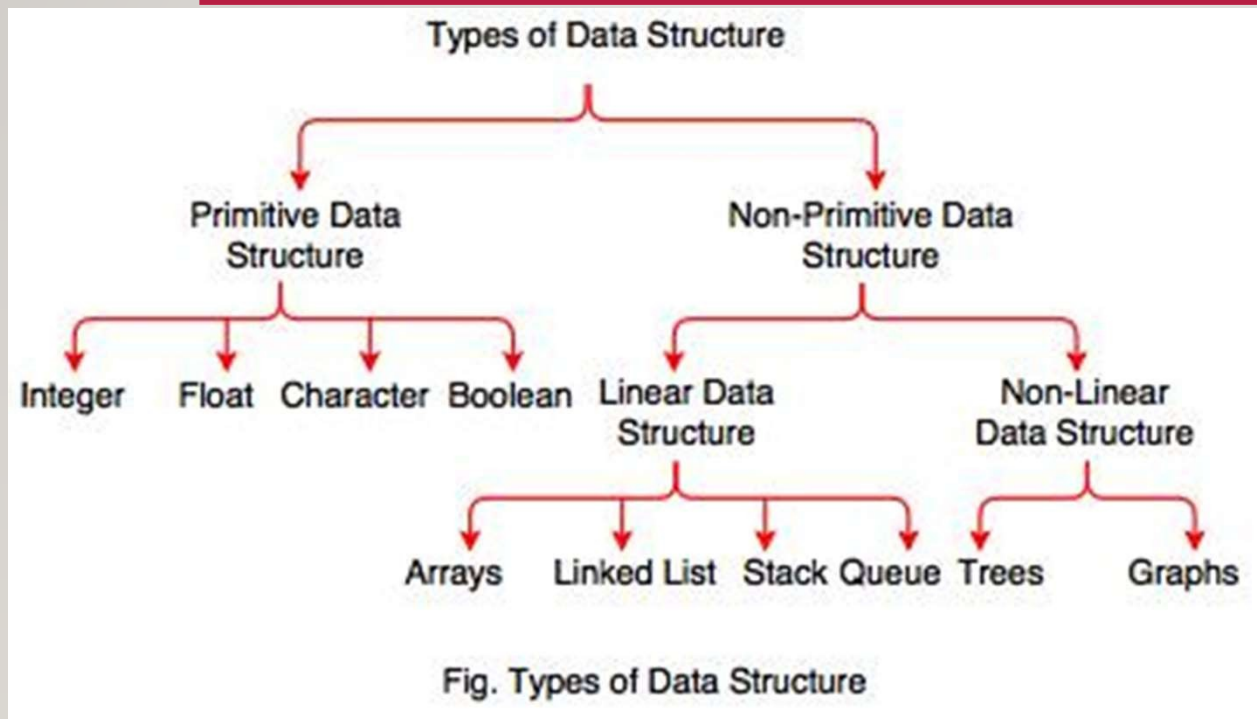 Types of Data Structure
Primitive Data
Structure
Non-Primitive Data
Structure
Integer
Float
Character
Boolean
Linear Data
Structure
Non-Linear
Data Structure
Arrays
Linked List
Stack
Queue
Trees
Graphs
Fig. Types of Data Structure